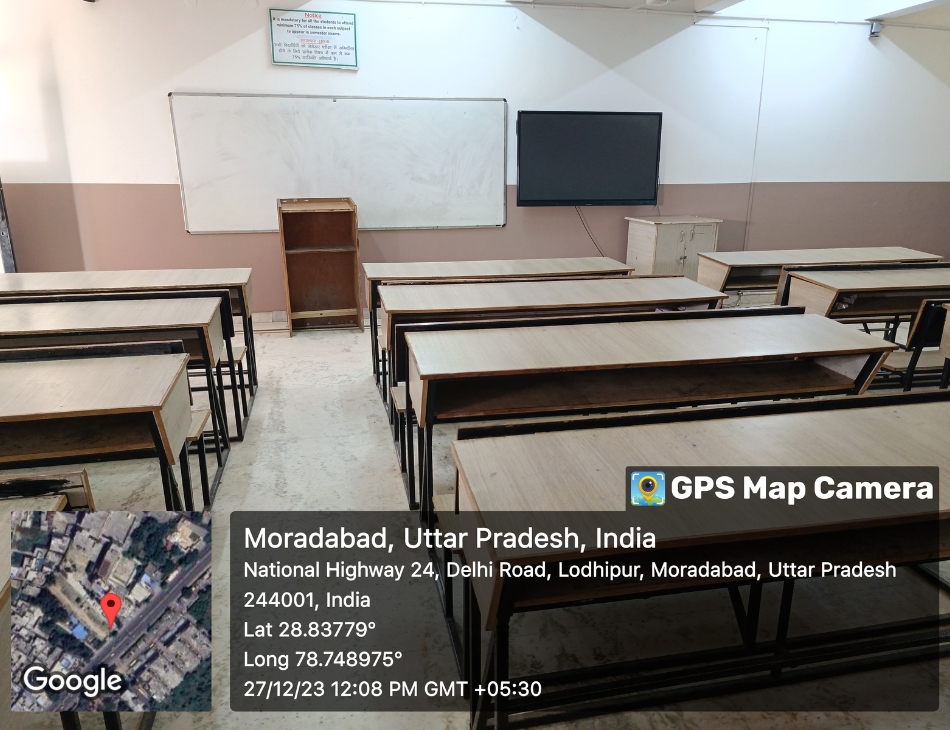 Notice
It is mandatory for all the students to attend
minimum 75% of classes in each subject
to appear in semester exams.
GPS Map Camera
Moradabad, Uttar Pradesh, India
National Highway 24, Delhi Road, Lodhipur, Moradabad, Uttar Pradesh
244001, India
Lat 28.83779°
Long 78.748975°
27/12/23 12:08 PM GMT +05:30
Google